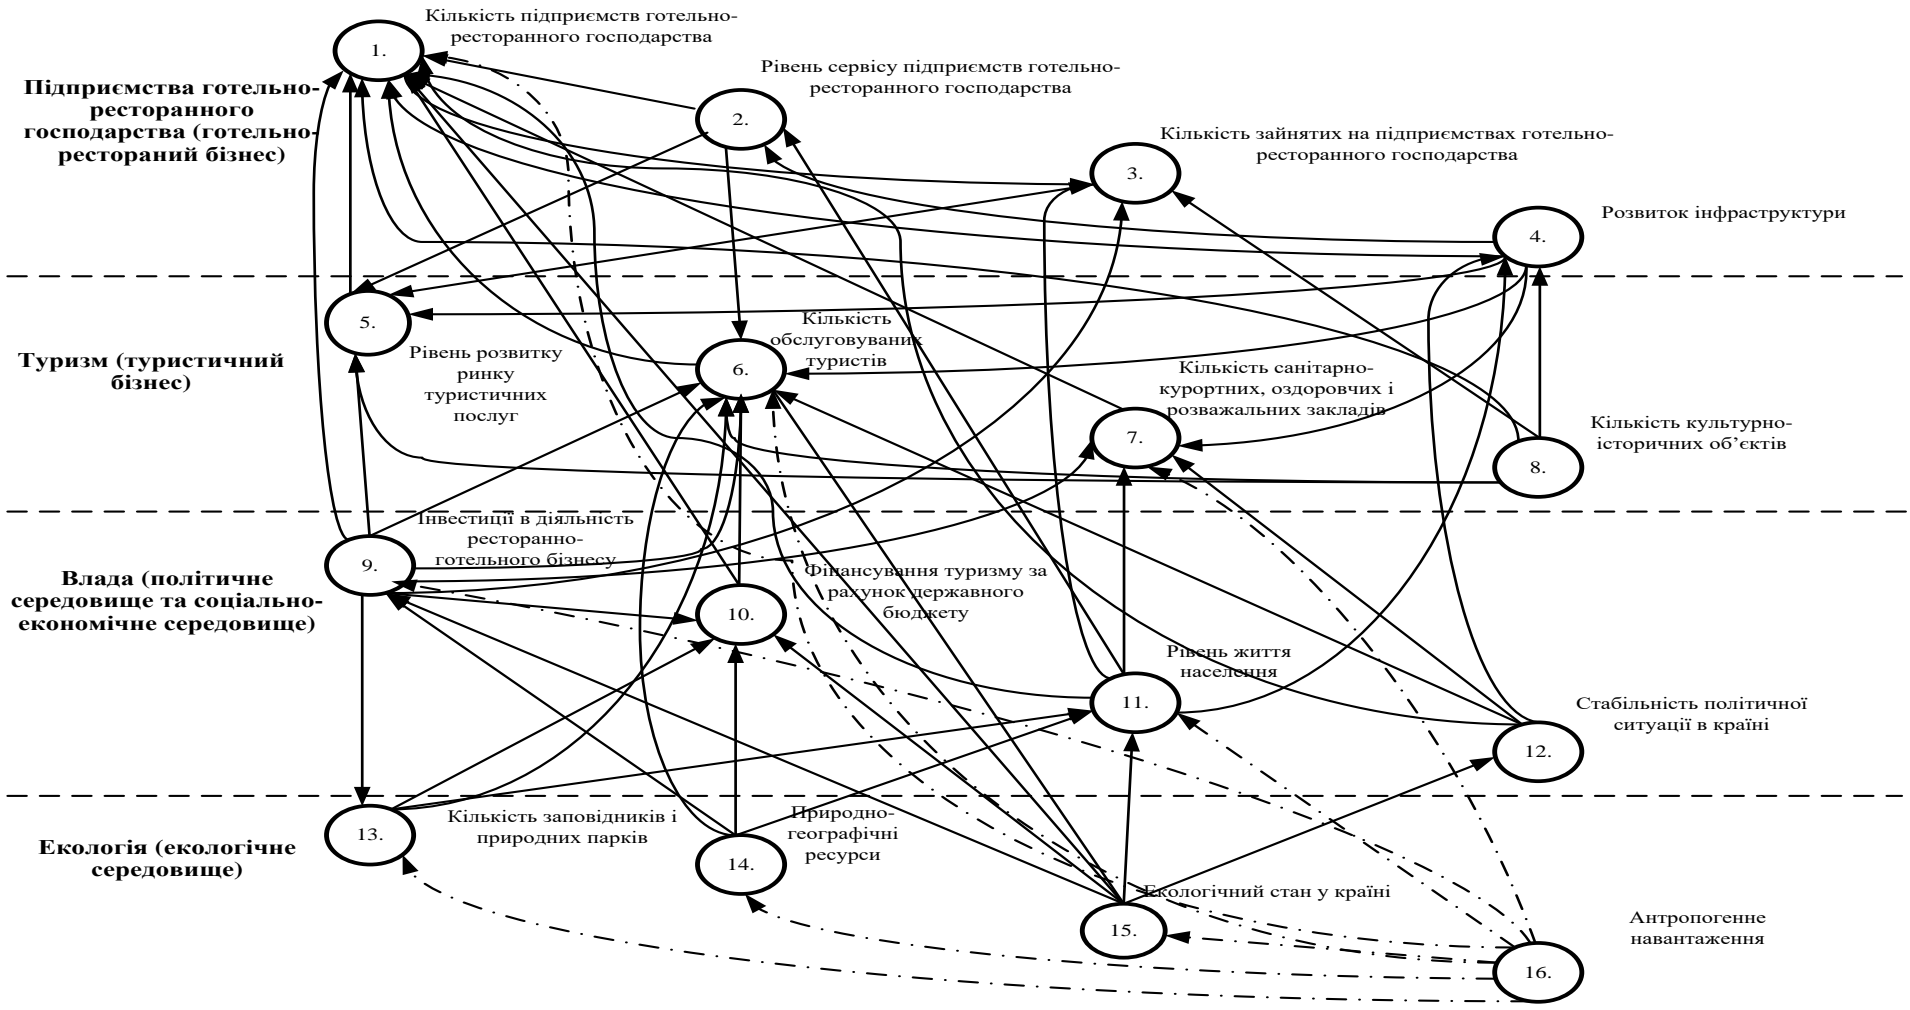 Кількість підприємств готельно-
ресторанного господарства
1.
Підприємства готельно-
ресторанного
господарства (готельно-
рестораний бізнес)
Рівень сервісу підприємств готельно-
ресторанного господарства
2.
Кількість зайнятих на підприємствах готельно-
ресторанного господарства
3.
Розвиток інфраструктури
4.
Туризм (туристичний
бізнес)
5.
Рівень розвитку
ринку
туристичних
послуг
Кількість
обслуговуваних
туристів
6.
Кількість санітарно-
курортних, оздоровчих і
розважальних закладів
7.
Кількість культурно-
історичних об’єктів
8.
Влада (політичне
середовище та соціально-
економічне середовище)
Інвестиції в діяльність
ресторанно-
готельного бізнесу
9.
Фінансування туризму за
рахунок державного
бюджету
10.
Рівень життя
населення
11.
Стабільність політичної
ситуації в країні
12.
Екологія (екологічне
середовище)
13.
Кількість заповідників і
природних парків
14.
Природно-
географічні
ресурси
Екологічний стан у країні
15.
Антропогенне
навантаження
16.